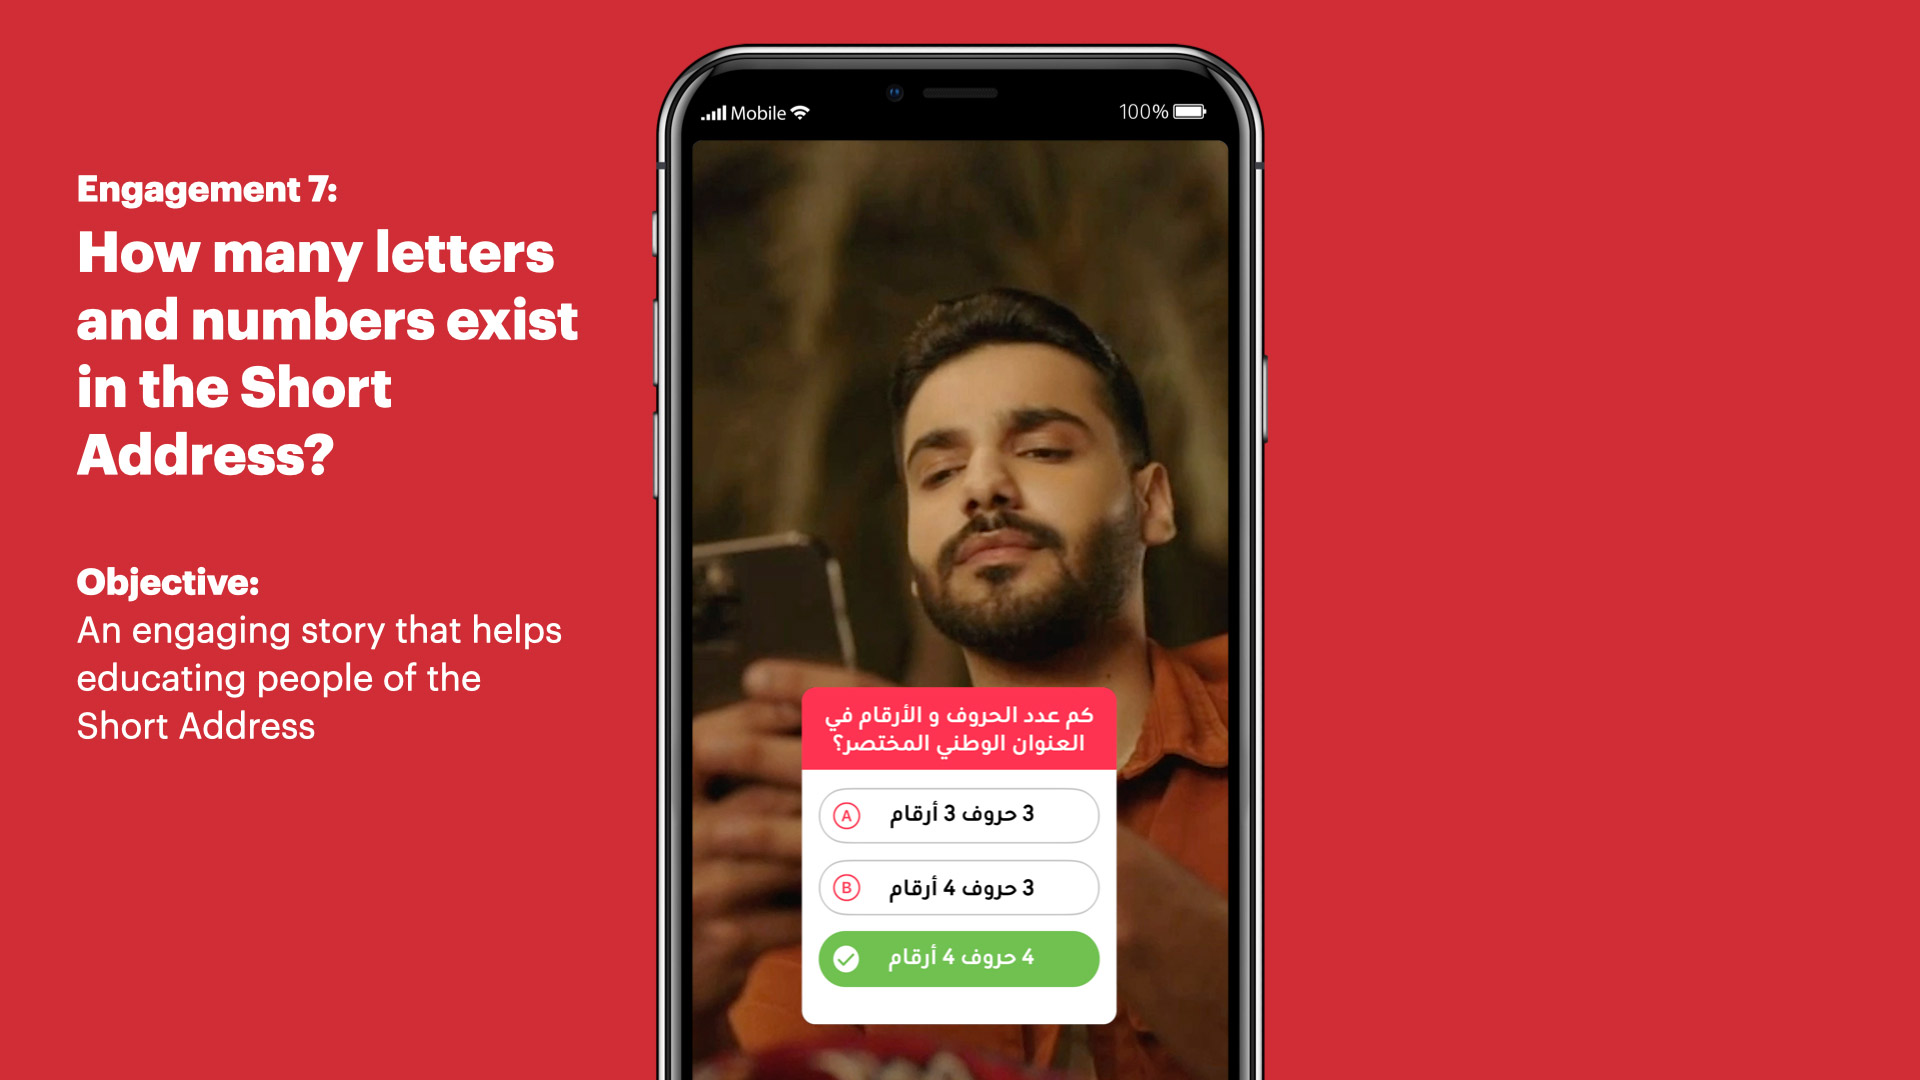 Engagement 7:
How many letters
and numbers exist
in the Short
Address?
Objective:
An engaging story that helps
educating people of the
Short Address
Mobile
100%
كم عدد الحروف و الأرقام في
العنوان الوطني المختصر؟
A 3 حروف 3 أرقام
B 3 حروف 4 أرقام
4 حروف 4 أرقام